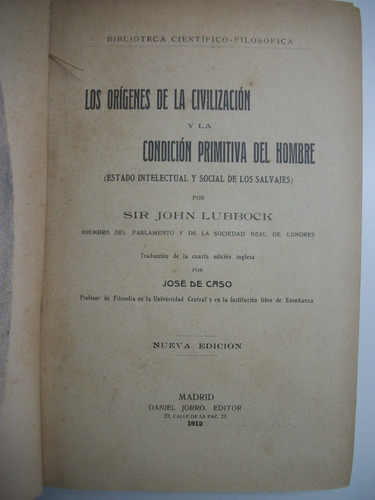 BIBLIOTECA CIENTÍFICO-FILOSÓFICA
LOS ORÍGENES DE LA CIVILIZACIÓN
Y LA
CONDICIÓN PRIMITIVA DEL HOMBRE
(ESTADO INTELECTUAL Y SOCIAL DE LOS SALVAJES)
POR
SIR JOHN LUBBOCK
MIEMBRO DEL PARLAMENTO Y DE LA SOCIEDAD REAL DE LONDRES
Traducción de la cuarta edición inglesa
POR
JOSÉ DE CASO
Profesor de Filosofía en la Universidad Central y en la Institución libre de Enseñanza
NUEVA EDICIÓN
MADRID
DANIEL JORRO, EDITOR
23, CALLE DE LA PAZ, 23
1912